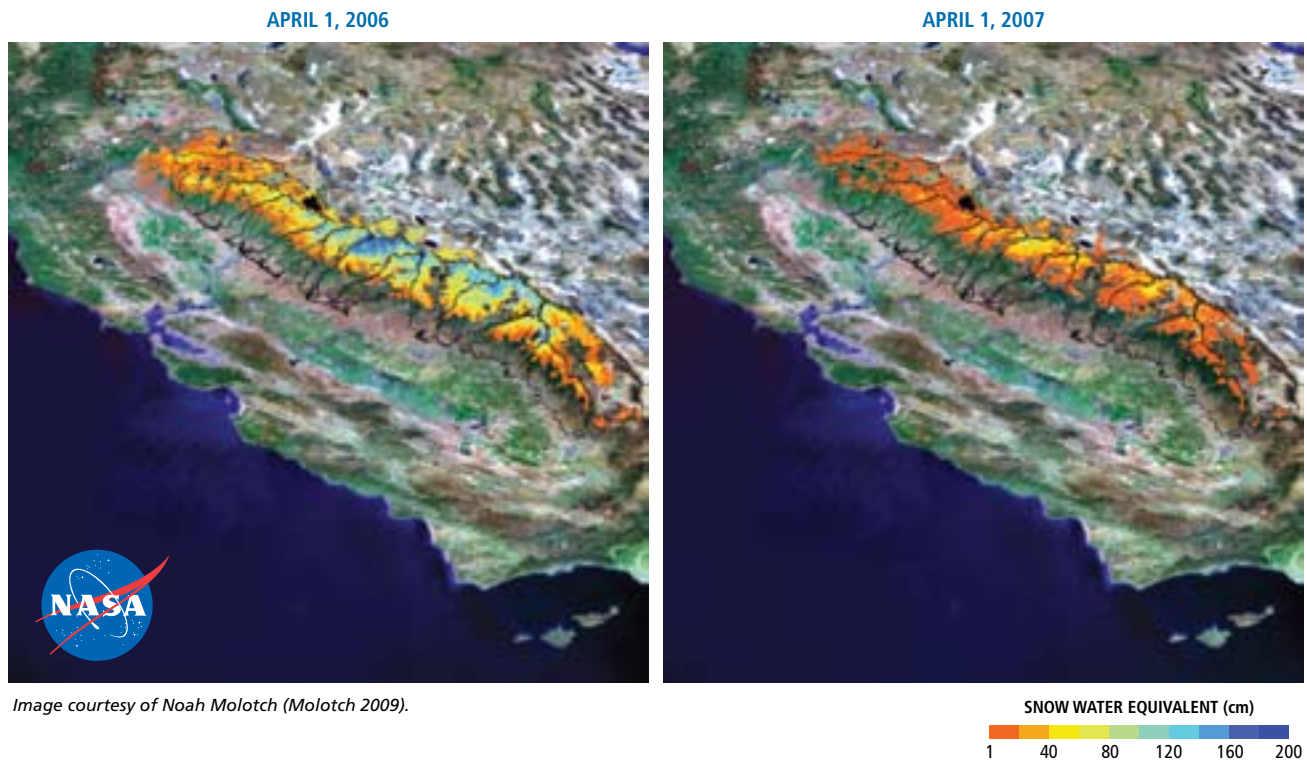 APRIL 1, 2006
APRIL 1, 2007
NASA
Image courtesy of Noah Molotch (Molotch 2009).
SNOW WATER EQUIVALENT (cm)
1 40 80 120 160 200